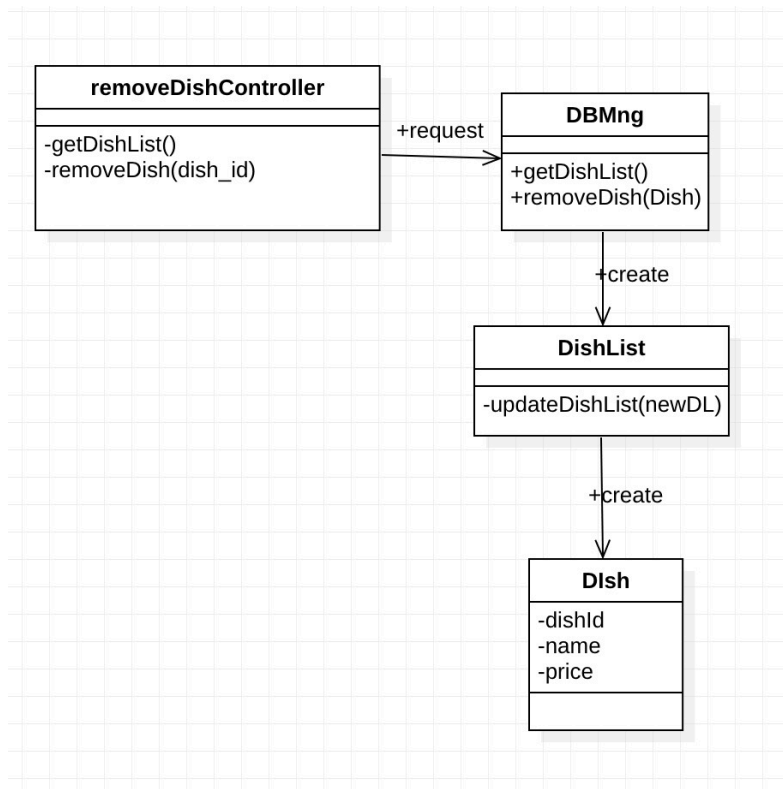 removeDishController
-getDishList()
-removeDish(dish_id)
+request
DBMng
+getDishList()
+removeDish(Dish)
+create
DishList
-updateDishList(newDL)
+create
DIsh
-dishId
-name
-price